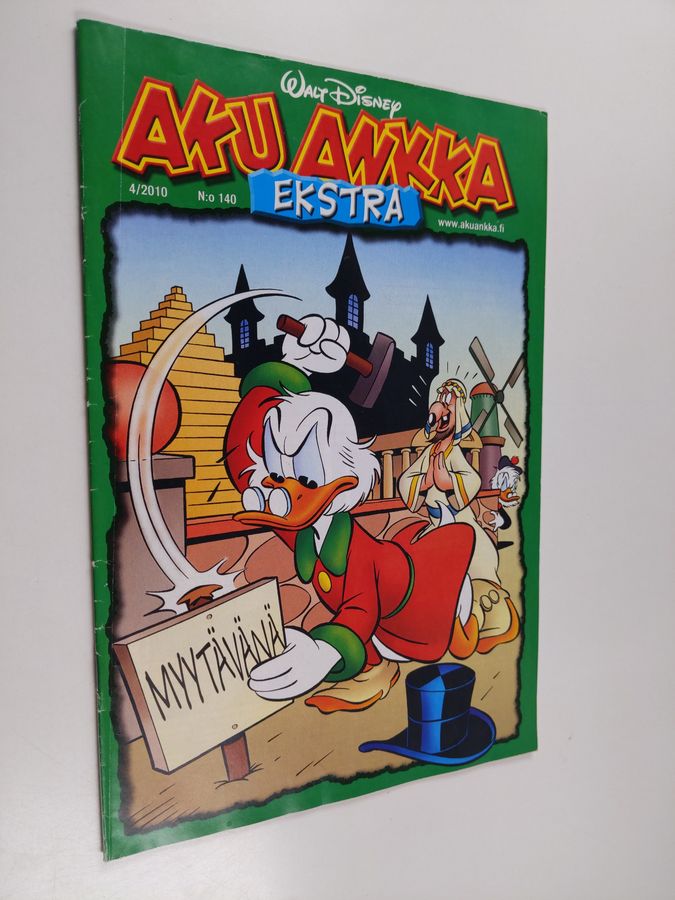 Walt Disney
AKU ANKKA
EKSTRA
4/2010 N:o 140
www.akuankka.fi
MYYTÄVÄNÄ